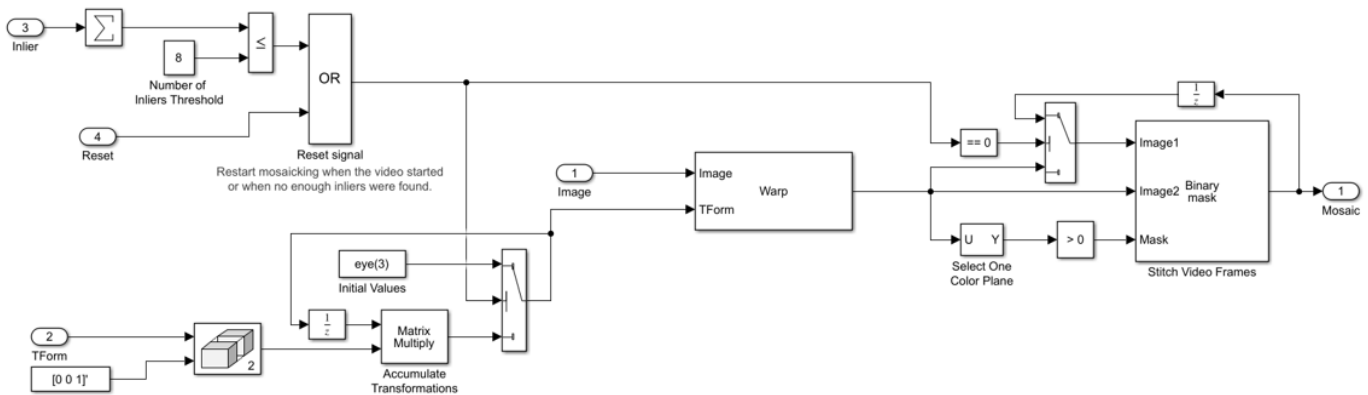 3
Inlier
Σ
8
Number of
Inliers Threshold
≤
OR
4
Reset
Reset signal
Restart mosaicking when the video started
or when no enough inliers were found.
1
Image
Image
TForm
Warp
== 0
1
z
Image1
Image2
Mask
Binary
mask
Stitch Video Frames
1
Mosaic
U Y
Select One
Color Plane
> 0
eye(3)
Initial Values
1
z
Matrix
Multiply
Accumulate
Transformations
2
TForm
[0 0 1]'
2